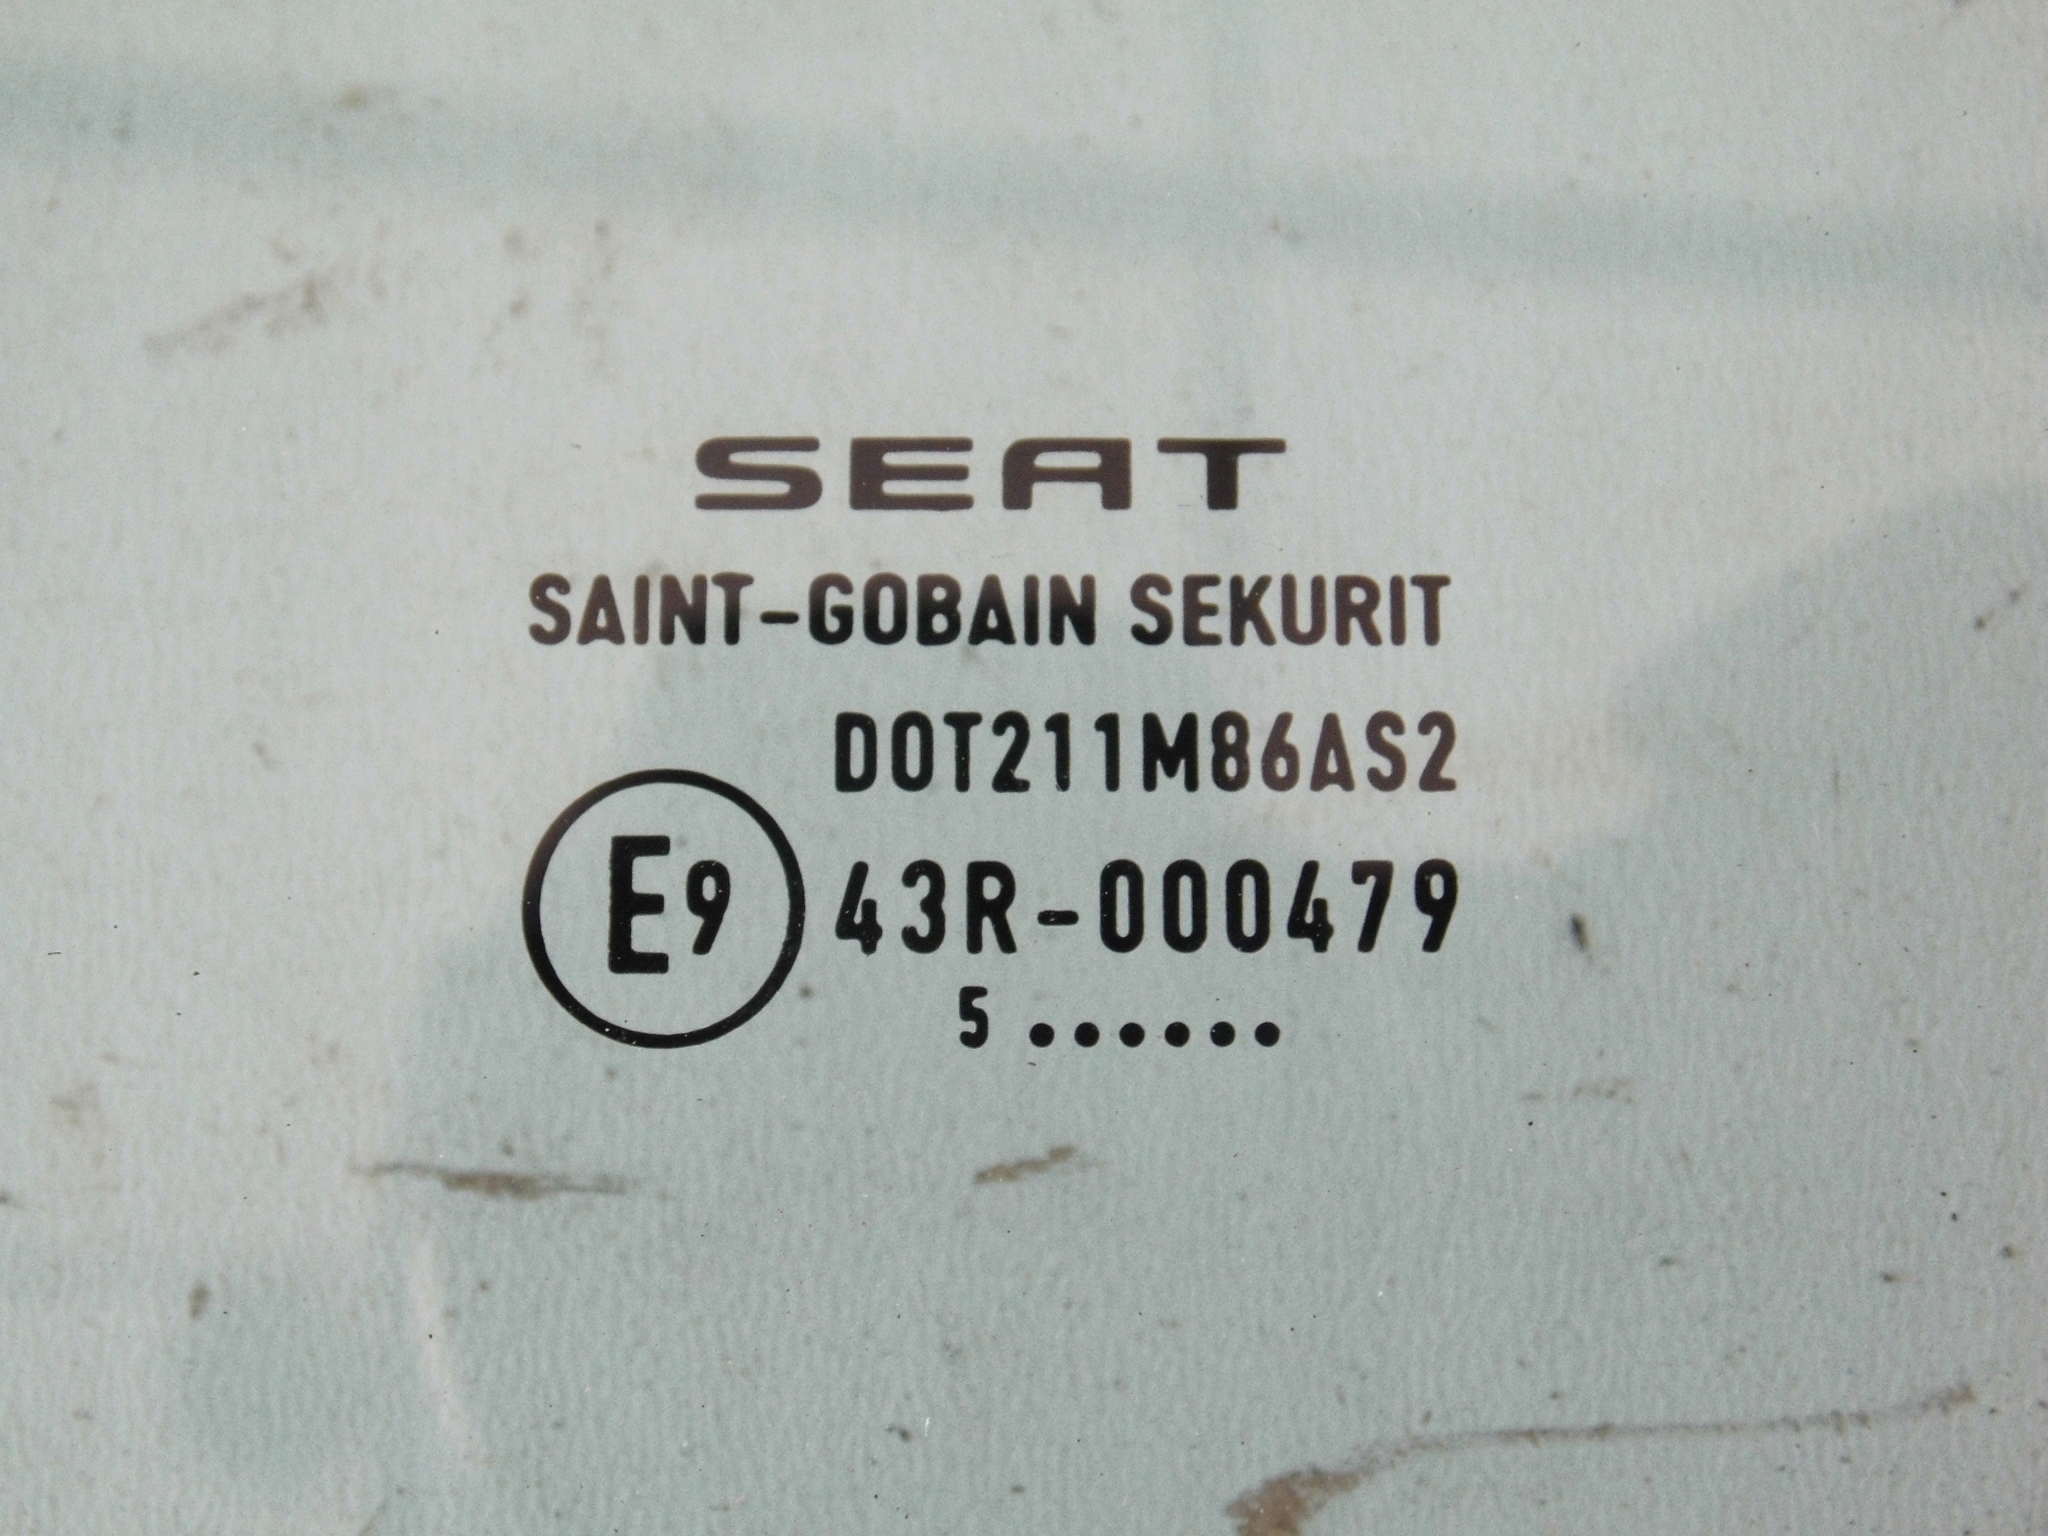 SEAT
SAINT-GOBAIN SEKURIT
DOT211M86AS2
E9 43R-000479
5 ......